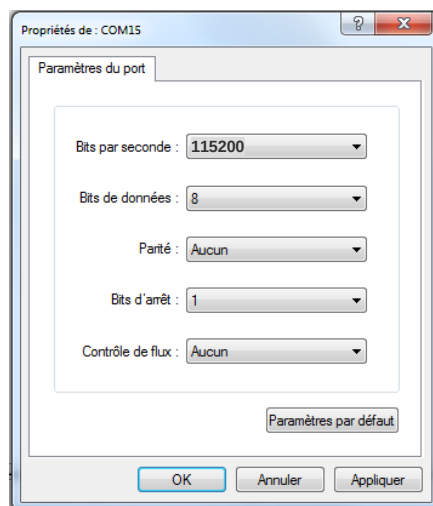 Propriétés de : COM15
Paramètres du port
Bits par seconde : 115200
Bits de données : 8
Parité : Aucun
Bits d'arrêt : 1
Contrôle de flux : Aucun
Paramètres par défaut
OK Annuler Appliquer